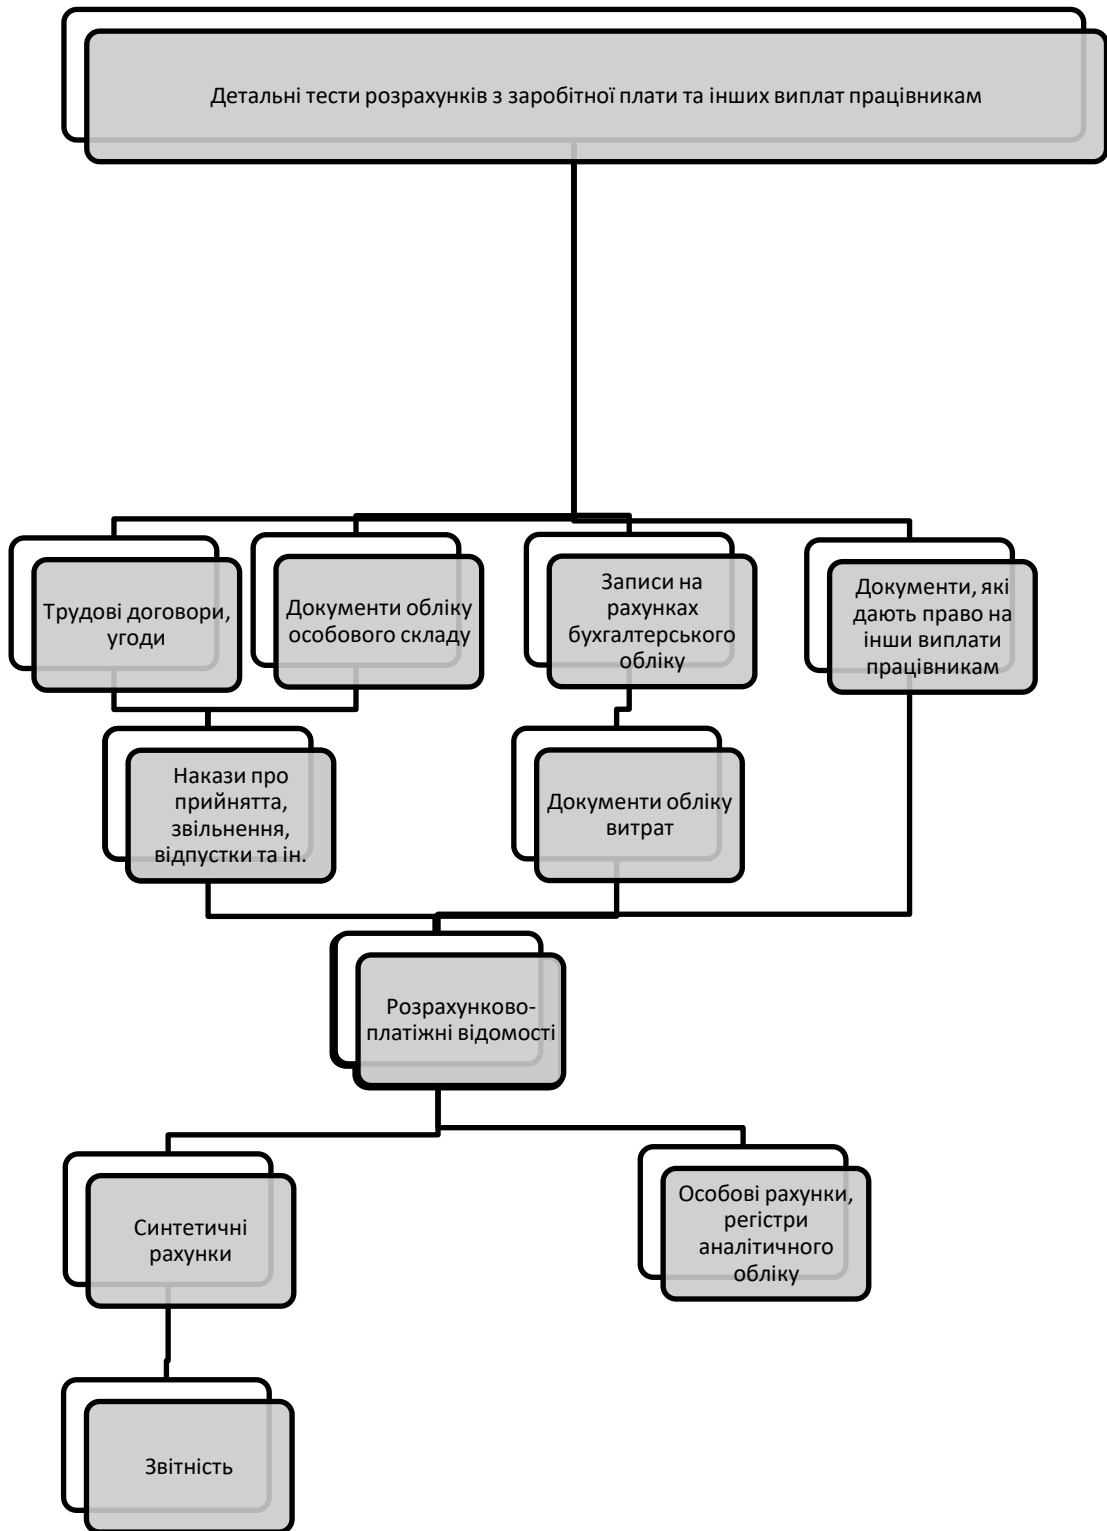 Детальні тести розрахунків з заробітної плати та інших виплат працівникам
Трудові договори,
угоди
Документи обліку
особового складу
Записи на
рахунках
бухгалтерського
обліку
Документи, які
дають право на
інши виплати
працівникам
Накази про
прийнятта,
звільнення,
відпустки та ін.
Документи обліку
витрат
Розрахунково-
платіжні відомості
Синтетичні
рахунки
Особові рахунки,
регістри
аналітичного
обліку
Звітність